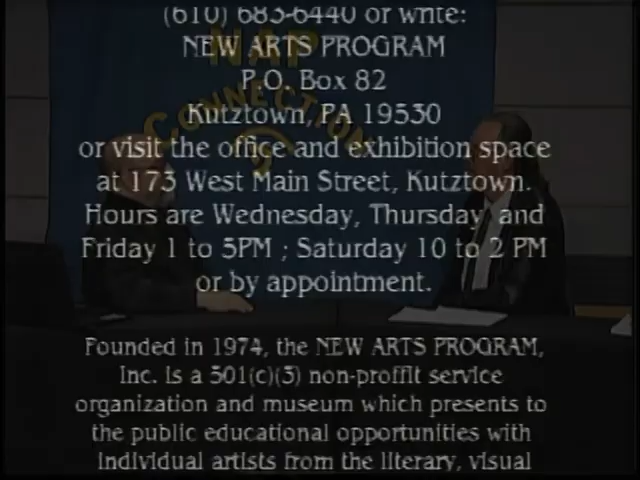 (610) 683-6440 or write:
NEW ARTS PROGRAM
P.O. Box 82
Kutztown, PA 19530
or visit the office and exhibition space
at 173 West Main Street, Kutztown.
Hours are Wednesday, Thursday and
Friday 1 to 5PM ; Saturday 10 to 2 PM
or by appointment.
Founded in 1974, the NEW ARTS PROGRAM,
Inc. is a 501(c)(3) non-proffit service
organization and museum which presents to
the public educational opportunities with
individual artists from the literary, visual
NAP
CONNECTION